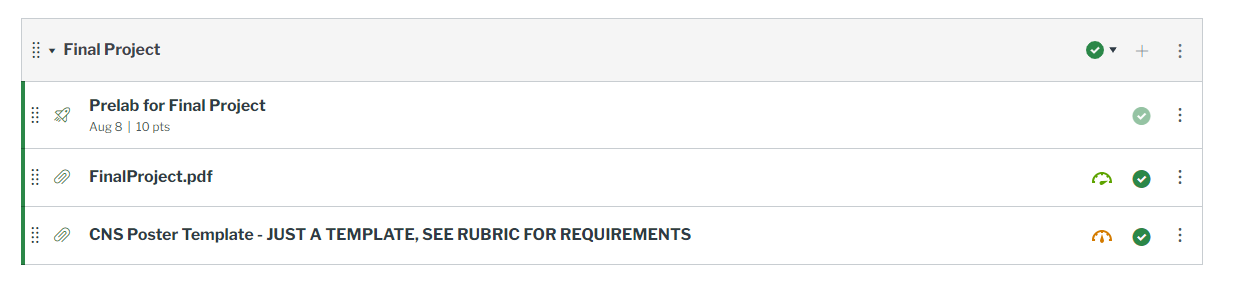 Final Project
Prelab for Final Project
Aug 8 | 10 pts
FinalProject.pdf
CNS Poster Template - JUST A TEMPLATE, SEE RUBRIC FOR REQUIREMENTS